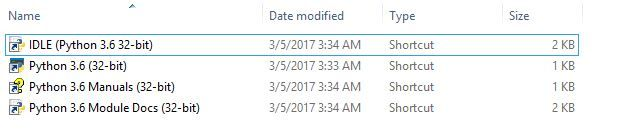 Name Date modified Type Size
IDLE (Python 3.6 32-bit) 3/5/2017 3:34 AM Shortcut 2 KB
Python 3.6 (32-bit) 3/5/2017 3:33 AM Shortcut 1 KB
Python 3.6 Manuals (32-bit) 3/5/2017 3:34 AM Shortcut 1 KB
Python 3.6 Module Docs (32-bit) 3/5/2017 3:34 AM Shortcut 2 KB